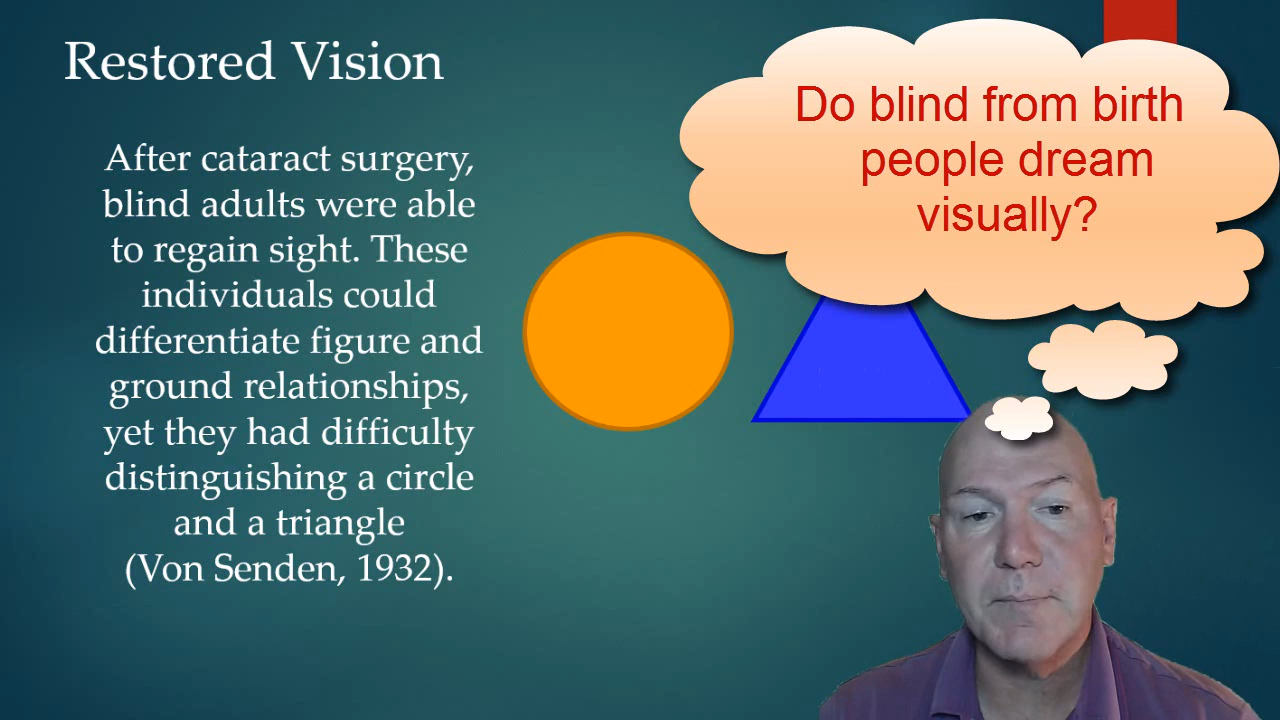 Restored Vision
After cataract surgery,
blind adults were able
to regain sight. These
individuals could
differentiate figure and
ground relationships,
yet they had difficulty
distinguishing a circle
and a triangle
(Von Senden, 1932).
Do blind from birth
people dream
visually?